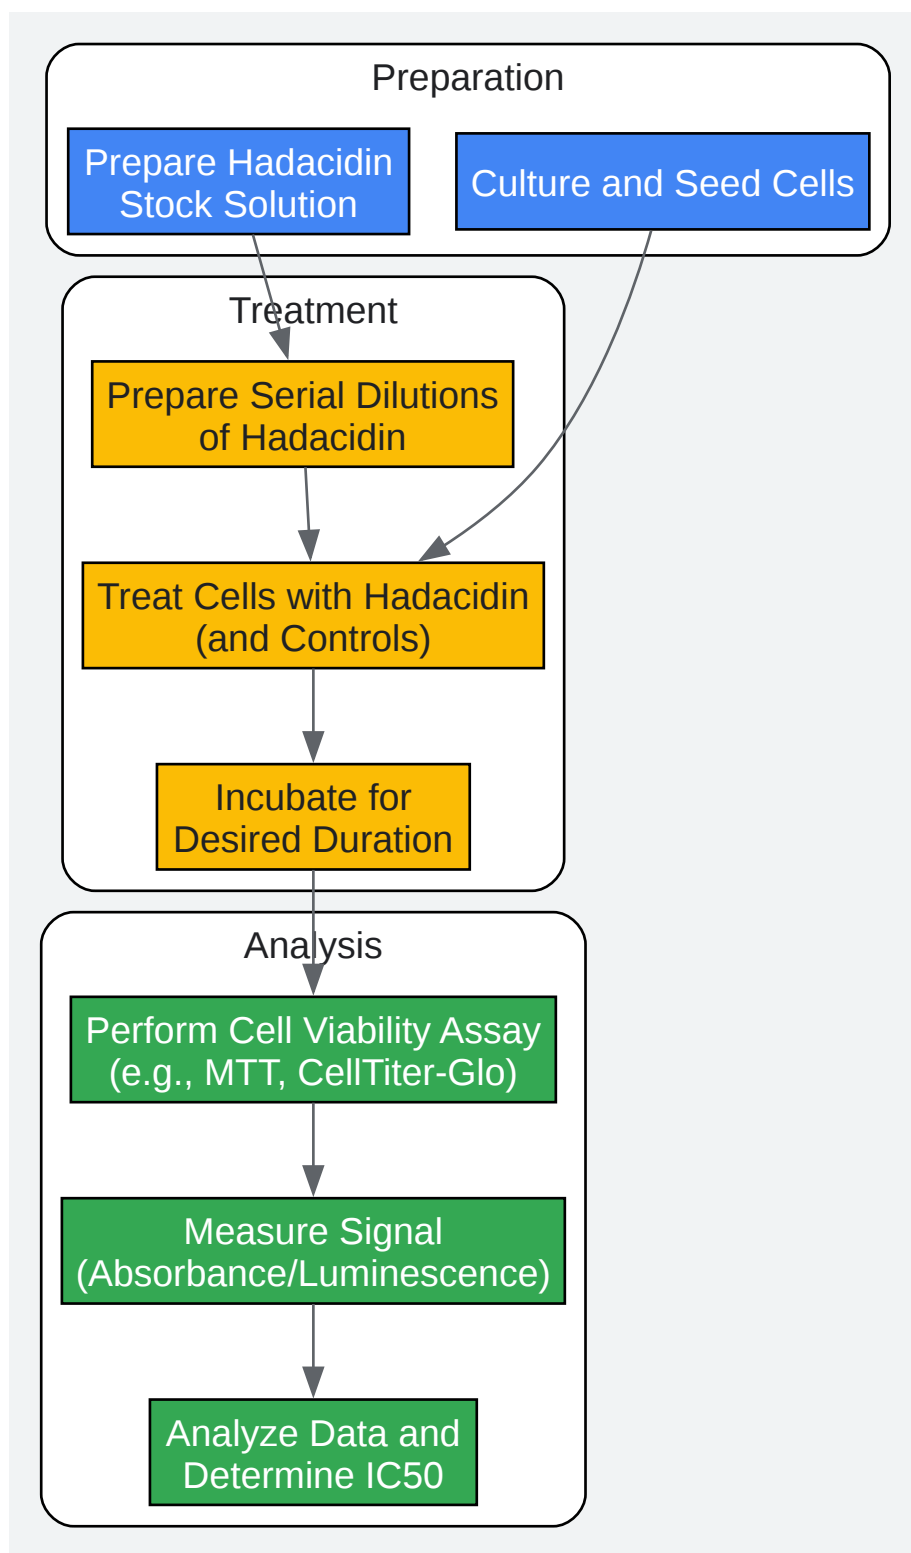 Preparation
Prepare Hadacidin
Stock Solution
Culture and Seed Cells
Treatment
Prepare Serial Dilutions
of Hadacidin
Treat Cells with Hadacidin
(and Controls)
Incubate for
Desired Duration
Analysis
Perform Cell Viability Assay
(e.g., MTT, CellTiter-Glo)
Measure Signal
(Absorbance/Luminescence)
Analyze Data and
Determine IC50